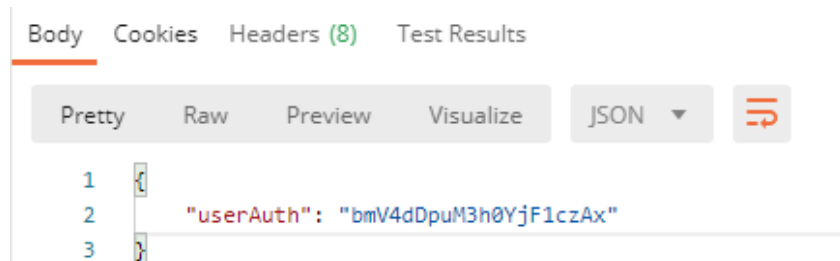 Body Cookies Headers (8) Test Results
Pretty Raw Preview Visualize JSON
1 {
2 "userAuth": "bmV4dDpuM3h0YjF1czAx"
3 }